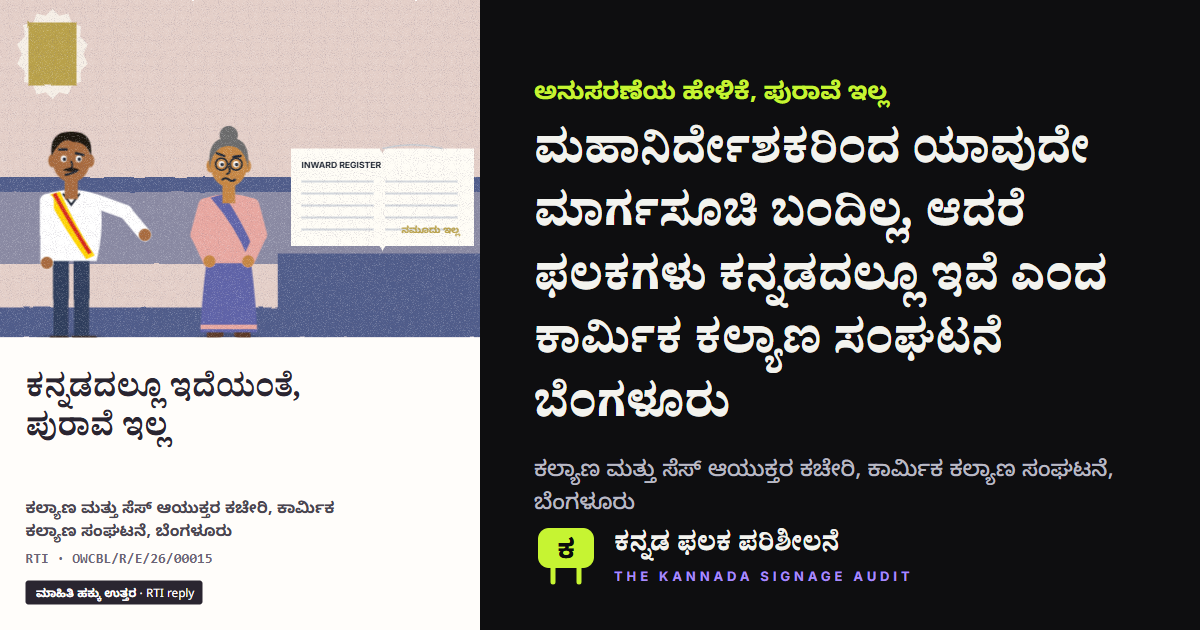 INWARD REGISTER
ನಮೂದು ಇಲ್ಲ
ಕನ್ನಡದಲ್ಲೂ ಇದೆಯಂತೆ,
ಪುರಾವೆ ಇಲ್ಲ
ಕಲ್ಯಾಣ ಮತ್ತು ಸೆಸ್ ಆಯುಕ್ತರ ಕಚೇರಿ, ಕಾರ್ಮಿಕ
ಕಲ್ಯಾಣ ಸಂಘಟನೆ, ಬೆಂಗಳೂರು
RTI · OWCBL/R/E/26/00015
ಮಾಹಿತಿ ಹಕ್ಕು ಉತ್ತರ · RTI reply
ಅನುಸರಣೆಯ ಹೇಳಿಕೆ, ಪುರಾವೆ ಇಲ್ಲ
ಮಹಾನಿರ್ದೇಶಕರಿಂದ ಯಾವುದೇ
ಮಾರ್ಗಸೂಚಿ ಬಂದಿಲ್ಲ, ಆದರೆ
ಫಲಕಗಳು ಕನ್ನಡದಲ್ಲೂ ಇವೆ ಎಂದ
ಕಾರ್ಮಿಕ ಕಲ್ಯಾಣ ಸಂಘಟನೆ
ಬೆಂಗಳೂರು
ಕಲ್ಯಾಣ ಮತ್ತು ಸೆಸ್ ಆಯುಕ್ತರ ಕಚೇರಿ, ಕಾರ್ಮಿಕ ಕಲ್ಯಾಣ ಸಂಘಟನೆ,
ಬೆಂಗಳೂರು
ಕ
ಕನ್ನಡ ಫಲಕ ಪರಿಶೀಲನೆ
THE KANNADA SIGNAGE AUDIT